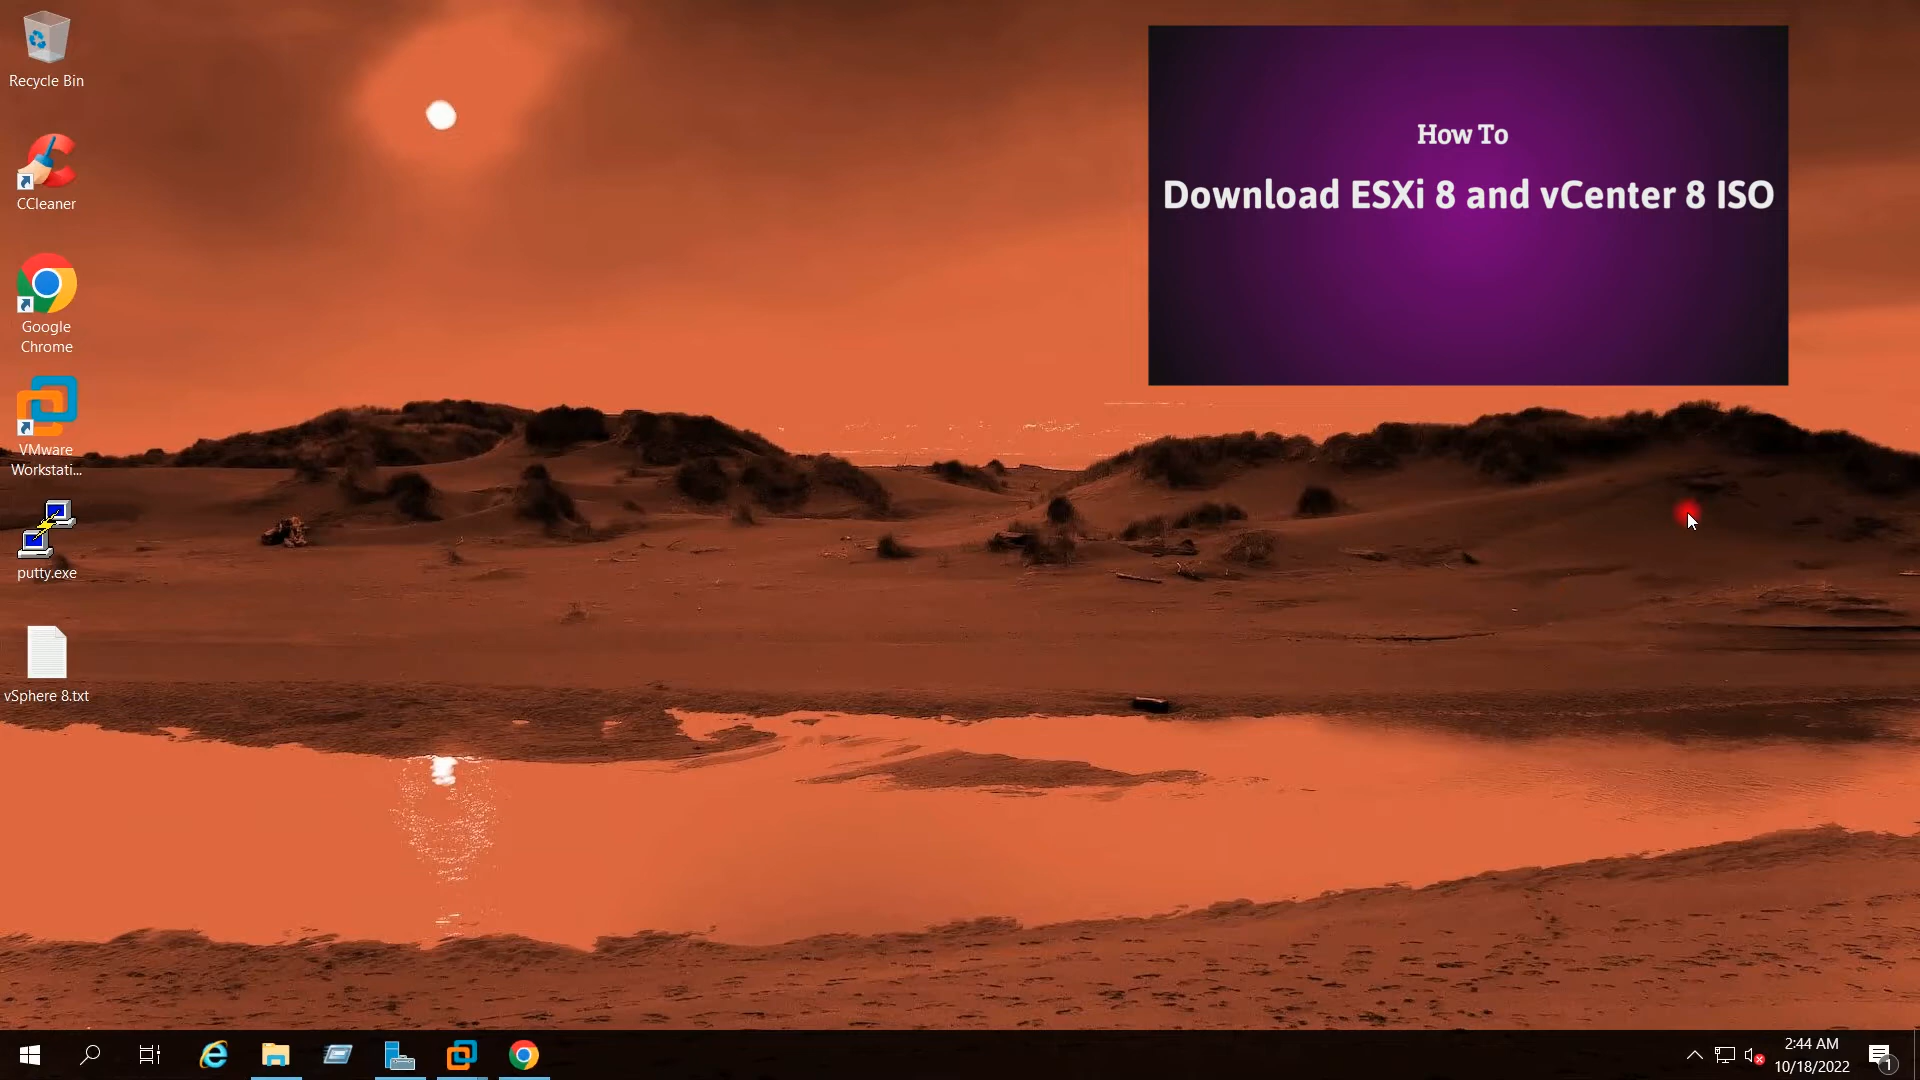 Recycle Bin
CCleaner
Google
Chrome
VMware
Workstati...
putty.exe
vSphere 8.txt
How To
Download ESXi 8 and vCenter 8 ISO
2:44 AM
10/18/2022
1